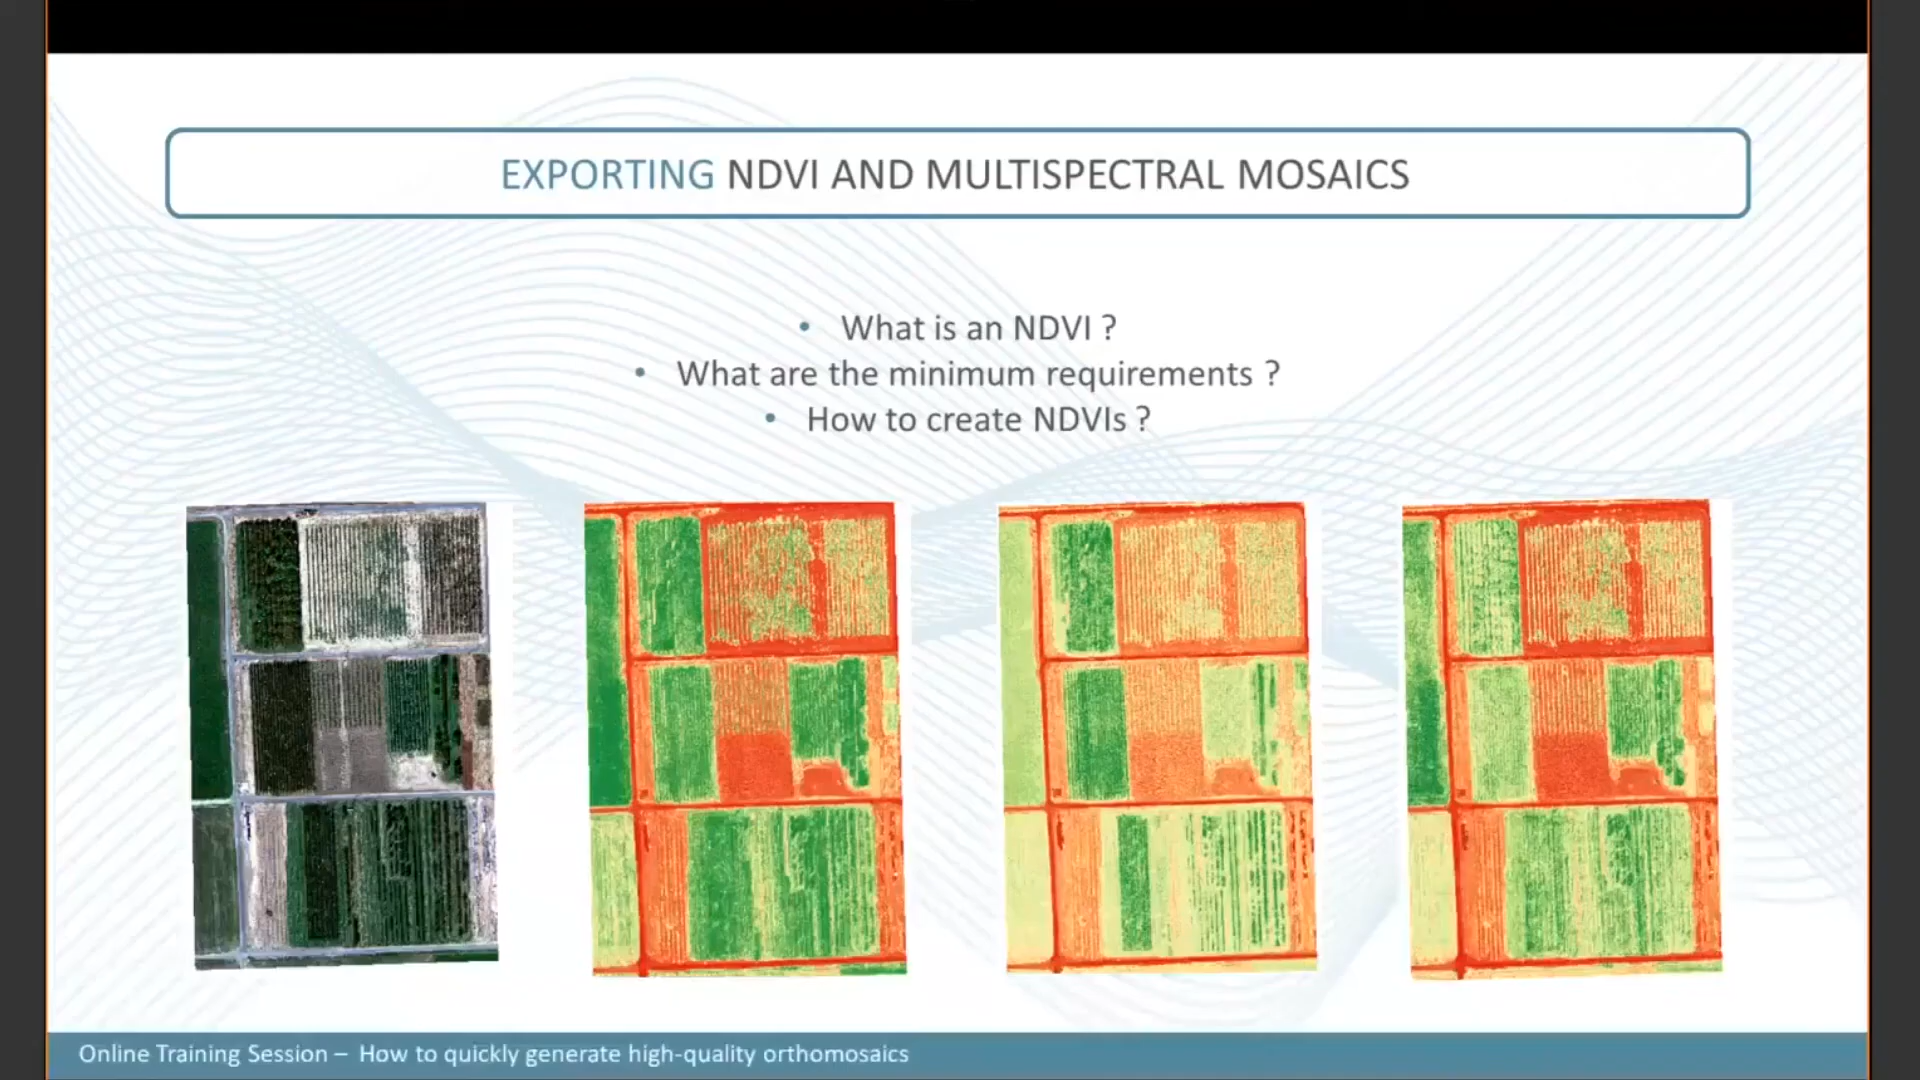 EXPORTING NDVI AND MULTISPECTRAL MOSAICS
• What is an NDVI ?
• What are the minimum requirements ?
• How to create NDVIs ?
Online Training Session – How to quickly generate high-quality orthomosaics